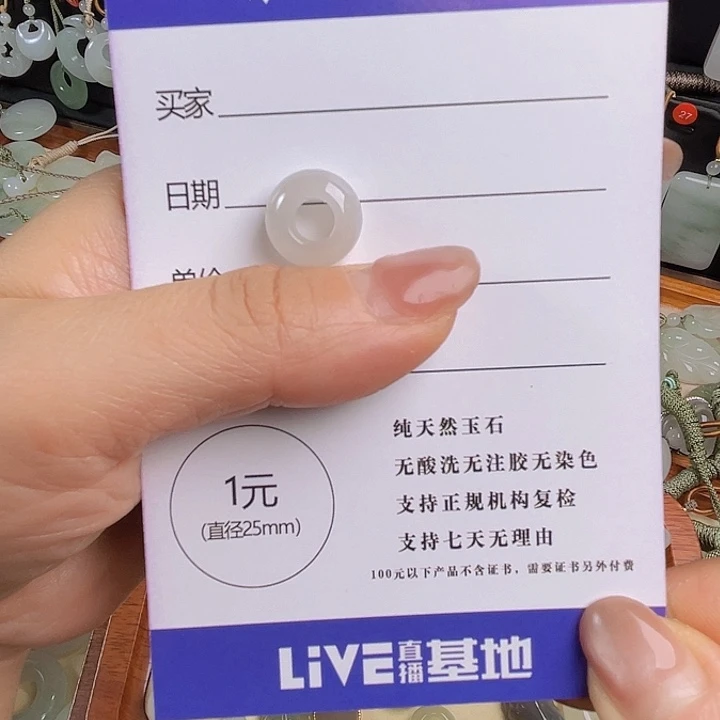 买家
日期
单价
1元
(直径25mm)
纯天然玉石
无酸洗无注胶无染色
支持正规机构复检
支持七天无理由
100元以下产品不含证书,需要证书另外付费
LiVE直播基地
27